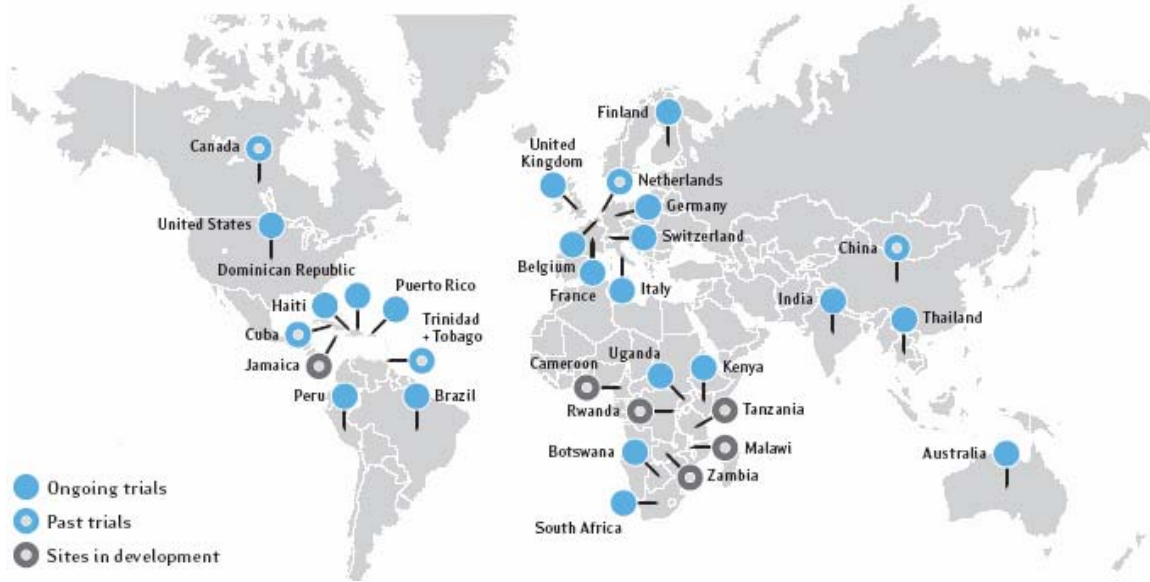 Finland
United
Kingdom
Canada
Netherlands
Germany
United States
Switzerland
China
Dominican Republic
Belgium
Puerto Rico
France
Italy
India
Haiti
Thailand
Trinidad
+ Tobago
Cuba
Uganda
Cameroon
Kenya
Jamaica
Peru
Brazil
Rwanda
Tanzania
Botswana
Malawi
Australia
Zambia
South Africa
Ongoing trials
Past trials
Sites in development